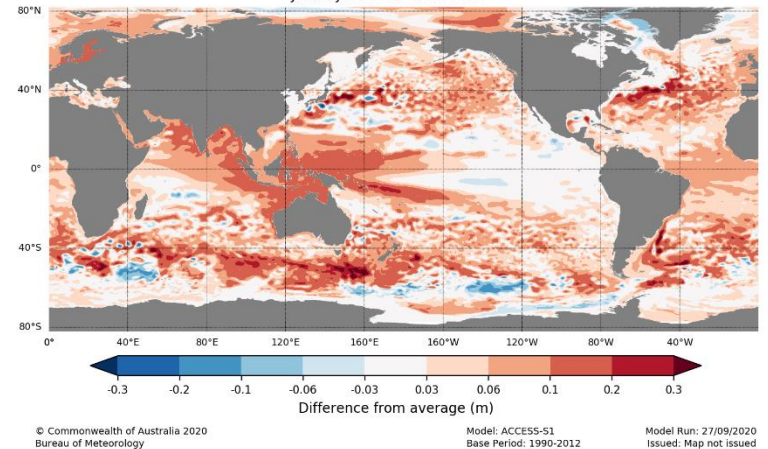 80°N
40°N
0°
40°S
80°S
0° 40°E 80°E 120°E 160°E 160°W 120°W 80°W 40°W
-0.3 -0.2 -0.1 -0.06 -0.03 0.03 0.06 0.1 0.2 0.3
Difference from average (m)
© Commonwealth of Australia 2020 Model: ACCESS-S1 Model Run: 27/09/2020
Bureau of Meteorology Base Period: 1990-2012 Issued: Map not issued